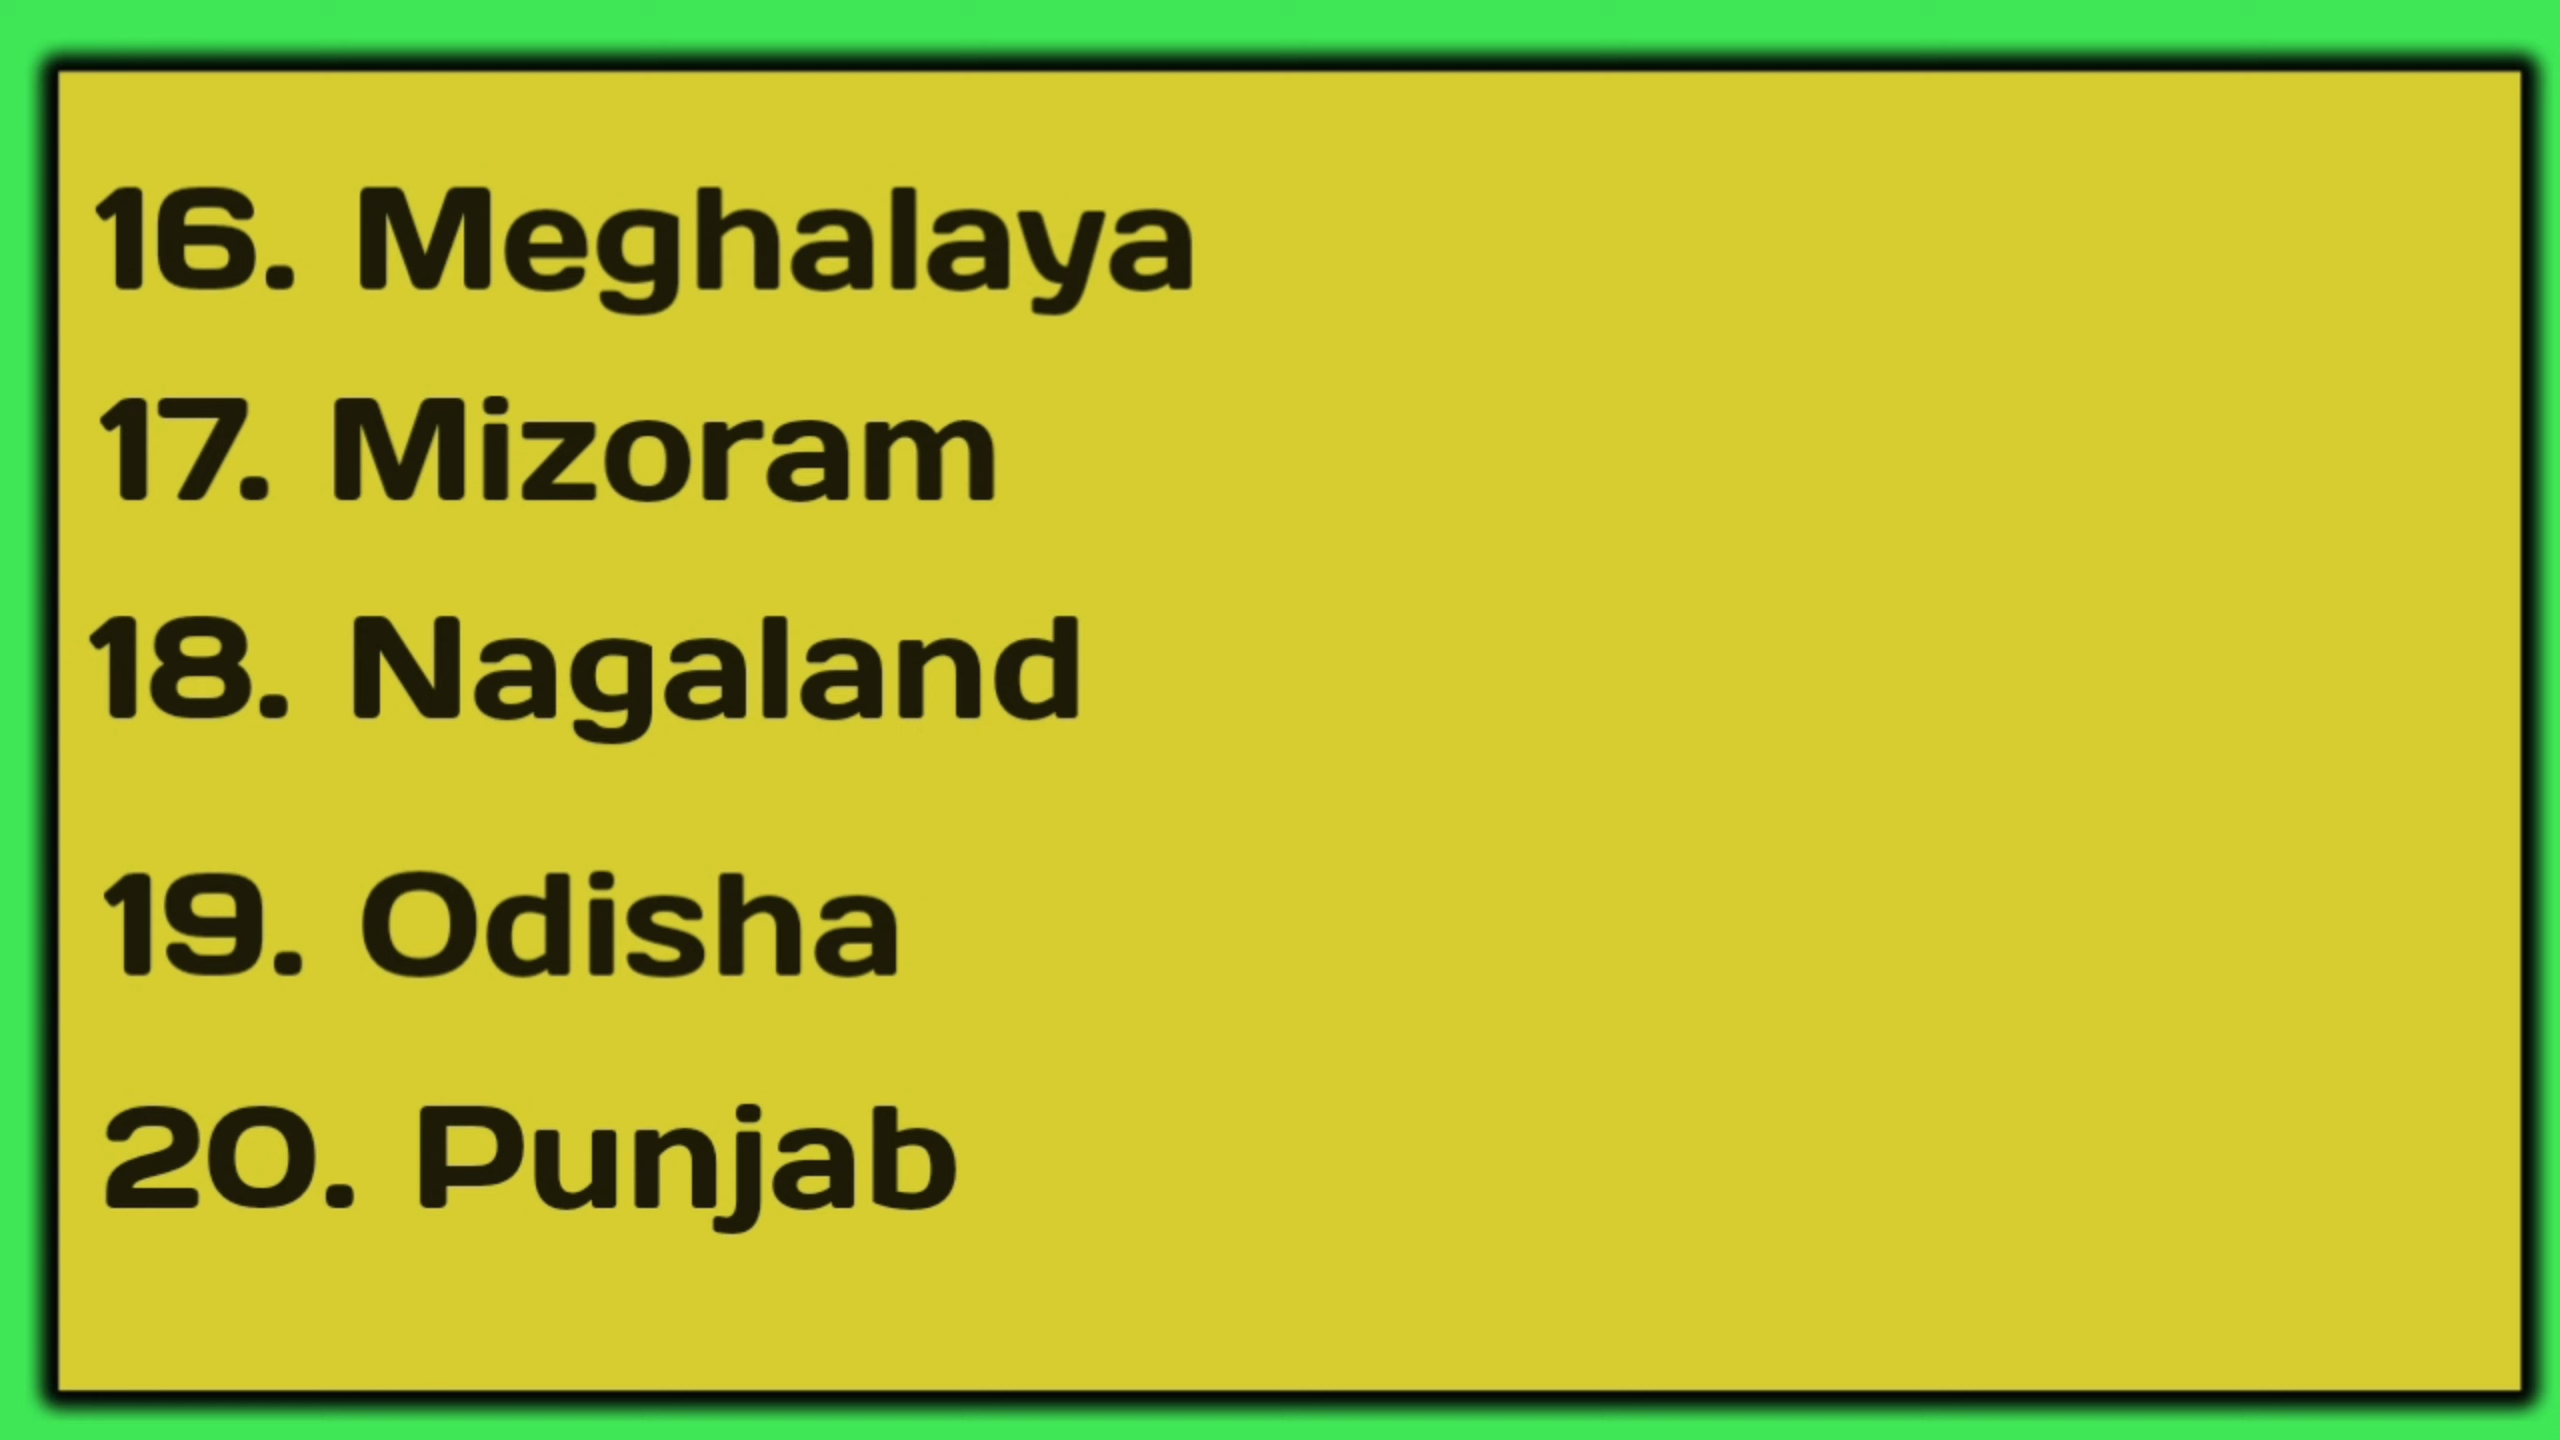 16. Meghalaya
17. Mizoram
18. Nagaland
19. Odisha
20. Punjab